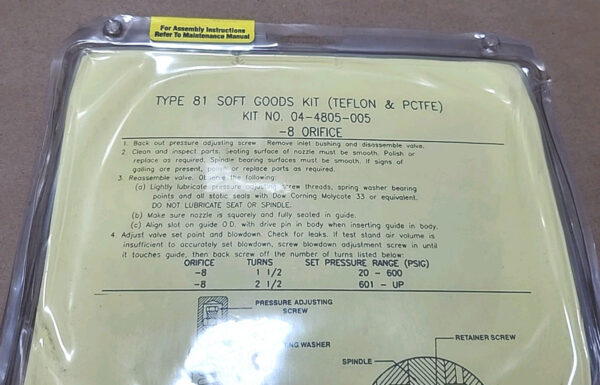 For Assembly Instructions
Refer To Maintenance Manual
TYPE 81 SOFT GOODS KIT (TEFLON & PCTFE)
KIT NO. 04-4805-005
-8 ORIFICE
1. Back out pressure adjusting screw. Remove inlet bushing and disassemble valve.
2. Clean and inspect parts. Seating surface of nozzle must be smooth. Polish or
replace as required. Spindle bearing surfaces must be smooth. If signs of
galling are present, polish or replace parts as required.
3. Reassemble valve. Observe the following:
(a) Lightly lubricate pressure adjusting screw threads, spring washer bearing
points and all static seals with Dow Corning Molycote 33 or equivalent.
DO NOT LUBRICATE SEAT OR SPINDLE.
(b) Make sure nozzle is squarely and fully seated in guide.
(c) Align slot on guide O.D. with drive pin in body when inserting guide in body.
4. Adjust valve set point and blowdown. Check for leaks. If test stand air volume is
insufficient to accurately set blowdown, screw blowdown adjustment screw in until
it touches guide, then back screw off the number of turns listed below:
ORIFICE TURNS SET PRESSURE RANGE (PSIG)
-8 1 1/2 20 - 600
-8 2 1/2 601 - UP
PRESSURE ADJUSTING
SCREW
RETAINER SCREW
WASHER
SPINDLE